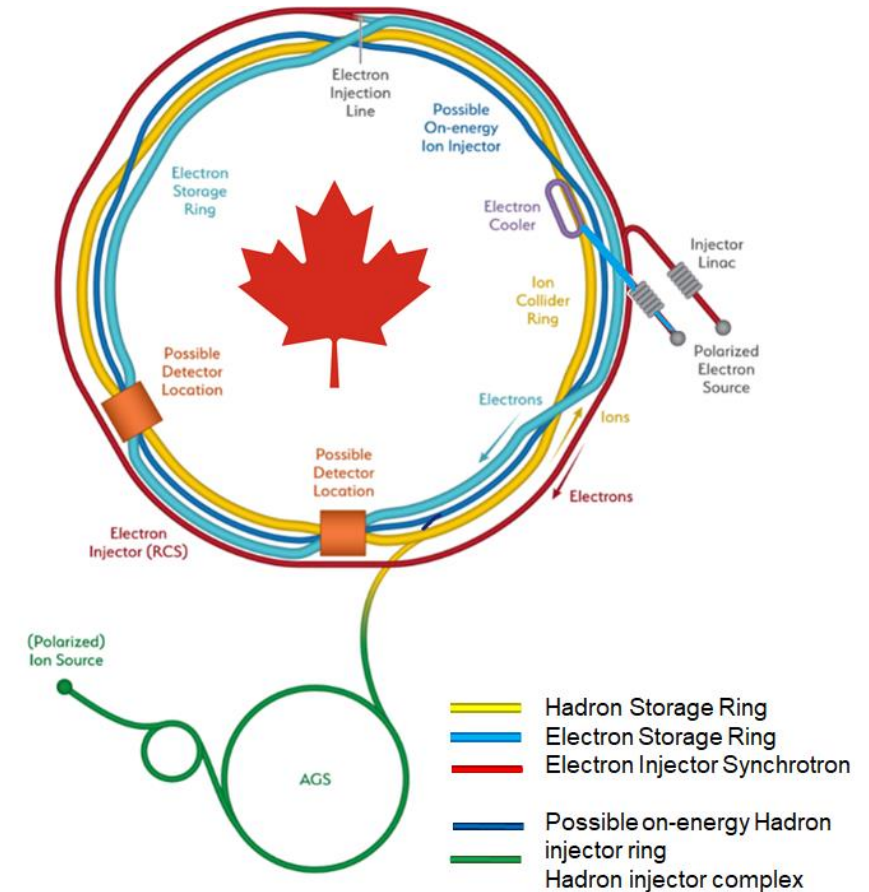 Electron
Injection
Line
Possible
On-energy
Ion Injector
Electron
Storage
Ring
Electron
Cooler
Injector
Linac
Ion
Collider
Ring
Polarized
Electron
Source
Possible
Detector
Location
Electrons
Ions
Possible
Detector
Location
Electrons
Electron
Injector (RCS)
(Polarized)
Ion Source
AGS
Hadron Storage Ring
Electron Storage Ring
Electron Injector Synchrotron
Possible on-energy Hadron
injector ring
Hadron injector complex